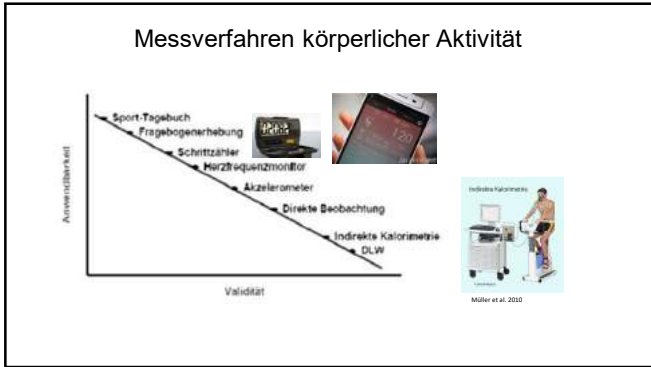 Messverfahren körperlicher Aktivität
Anwendbarkeit
Sport-Tagebuch
Fragebogenerhebung
Schrittzähler
Herzfrequenzmonitor
Akzelerometer
Direkte Beobachtung
Indirekte Kalorimetrie
DLW
Validität
120
Indirekte Kalorimetrie
Müller et al. 2010